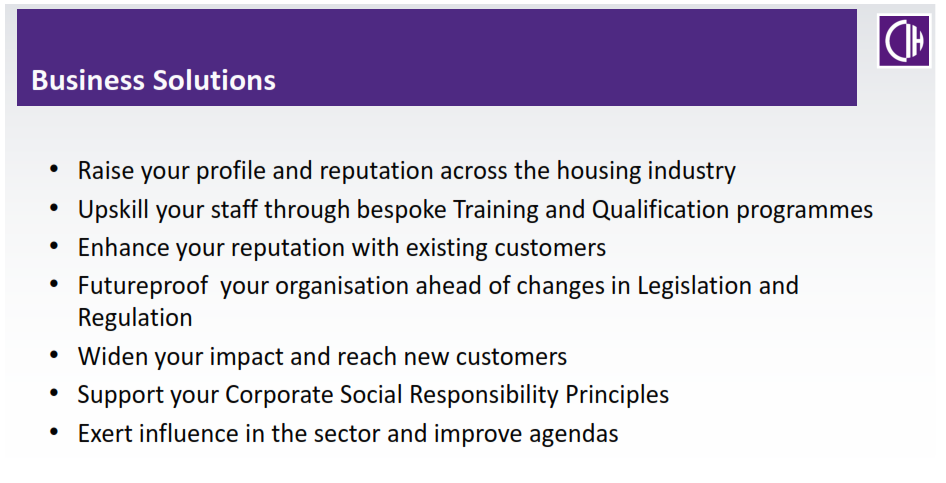 Business Solutions
CIH
• Raise your profile and reputation across the housing industry
• Upskill your staff through bespoke Training and Qualification programmes
• Enhance your reputation with existing customers
• Futureproof  your organisation ahead of changes in Legislation and
Regulation
• Widen your impact and reach new customers
• Support your Corporate Social Responsibility Principles
• Exert influence in the sector and improve agendas